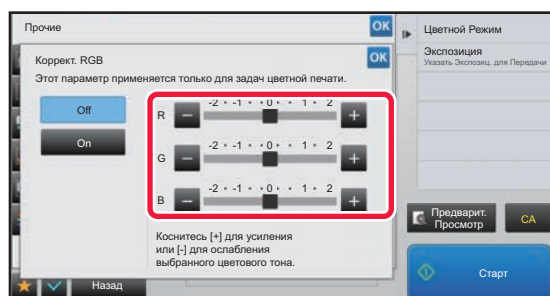 Прочие
OK
Коррект. RGB
OK
Этот параметр применяется только для задач цветной печати.
Off
On
R − -2 • -1 • • 0 • • 1 • 2 +
G − -2 • -1 • • 0 • • 1 • 2 +
B − -2 • -1 • • 0 • • 1 • 2 +
Коснитесь [+] для усиления
или [-] для ослабления
выбранного цветового тона.
Назад
Цветной Режим
Экспозиция
Указать Экспозиц. для Передачи
Предварит.
Просмотр
CA
Старт